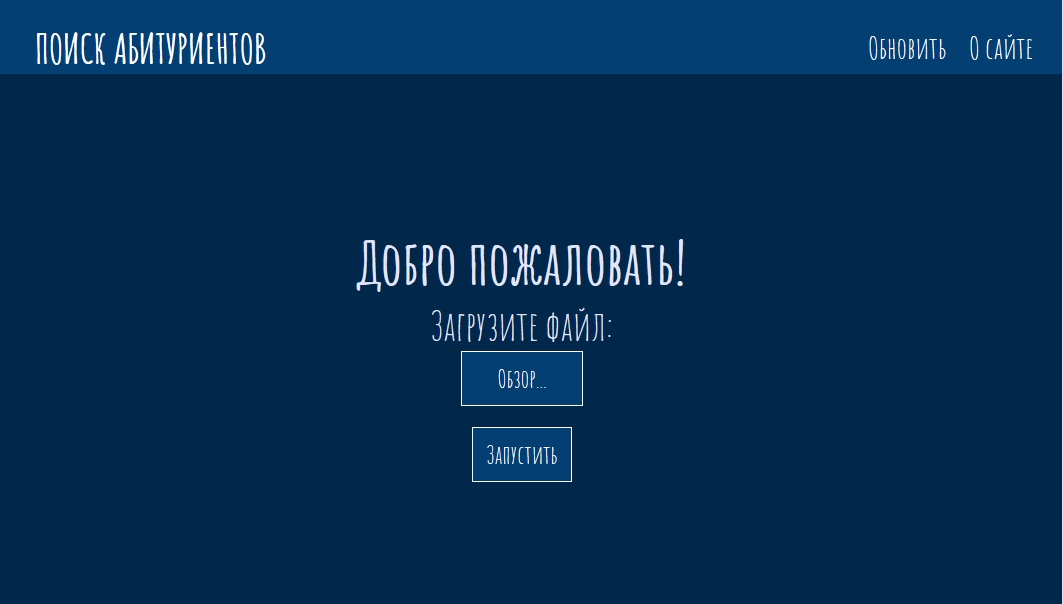 ПОИСК АБИТУРИЕНТОВ
Обновить О сайте
Добро пожаловать!
Загрузите файл:
Обзор...
Запустить